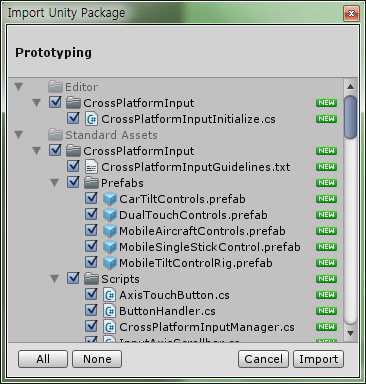 Import Unity Package
Prototyping
Editor
CrossPlatformInput NEW
CrossPlatformInputInitialize.cs NEW
Standard Assets
CrossPlatformInput NEW
CrossPlatformInputGuidelines.txt NEW
Prefabs NEW
CarTiltControls.prefab NEW
DualTouchControls.prefab NEW
MobileAircraftControls.prefab NEW
MobileSingleStickControl.prefab NEW
MobileTiltControlRig.prefab NEW
Scripts NEW
AxisTouchButton.cs NEW
ButtonHandler.cs NEW
CrossPlatformInputManager.cs NEW
InputAxisScrollbar.cs NEW
All None Cancel Import